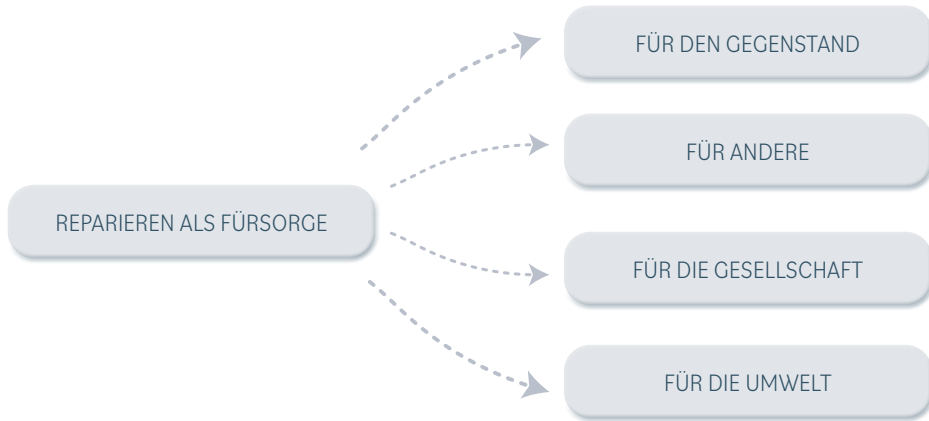 FÜR DEN GEGENSTAND
FÜR ANDERE
REPARIEREN ALS FÜRSORGE
FÜR DIE GESELLSCHAFT
FÜR DIE UMWELT